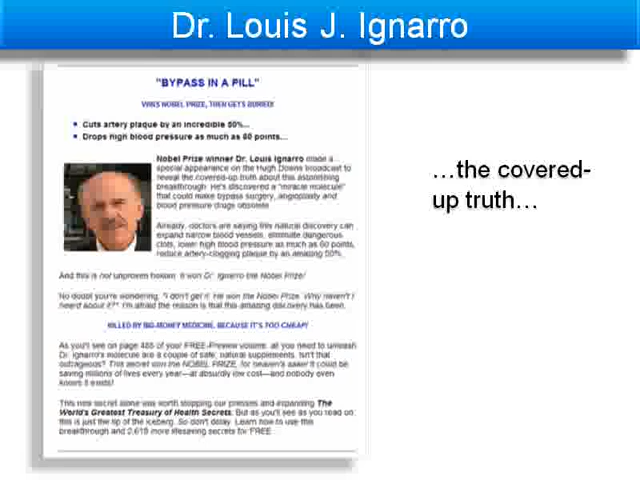 Dr. Louis J. Ignarro
"BYPASS IN A PILL"
WINS NOBEL PRIZE, THEN GETS BURIED!
Cuts artery plaque by an incredible 50%...
Drops high blood pressure as much as 60 points...
Nobel Prize winner Dr. Louis Ignarro made a
special appearance on the Hugh Downs broadcast to
reveal the covered-up truth about this astonishing
breakthrough. He's discovered a "miracle molecule"
that could make bypass surgery, angioplasty and
blood pressure drugs obsolete.
Already, doctors are saying this natural discovery can
expand narrow blood vessels, eliminate dangerous
clots, lower high blood pressure as much as 60 points,
reduce artery-clogging plaque by an amazing 50%.
And this is not unproven hokum. It won Dr. Ignarro the Nobel Prize!
No doubt you're wondering, "I don't get it. He won the Nobel Prize. Why haven't I
heard about it?" I'm afraid the reason is that this amazing discovery has been.
KILLED BY BIG-MONEY MEDICINE, BECAUSE IT'S TOO CHEAP!
As you'll see on page 485 of your FREE-Preview volume, all you need to unleash
Dr. Ignarro's molecule are a couple of safe, natural supplements. Isn't that
outrageous? This secret won the NOBEL PRIZE, for heaven's sake! It could be
saving millions of lives every year—at absurdly low cost—and nobody even
knows it exists!
This new secret alone was worth stopping our presses and expanding The
World's Greatest Treasury of Health Secrets. But as you'll see as you read on,
this is just the tip of the iceberg. So don't delay. Learn how to use this
breakthrough and 2,618 more lifesaving secrets for FREE.
...the covered-
up truth...